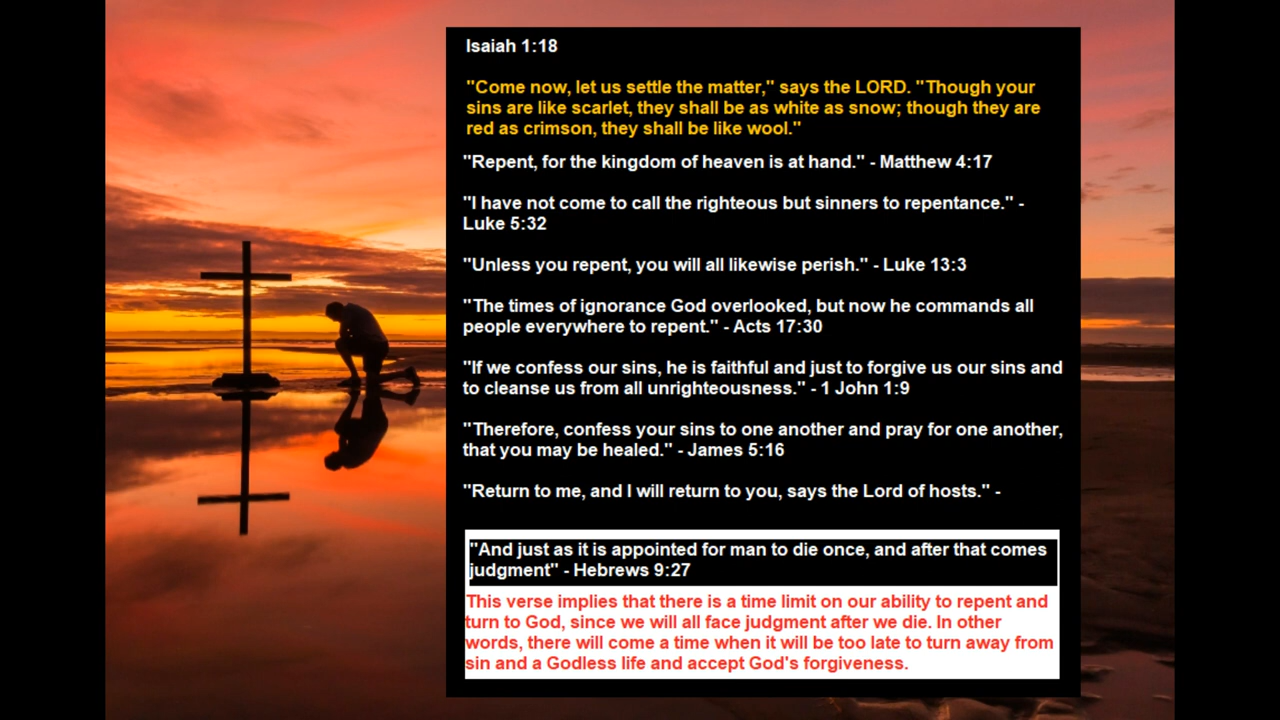 Isaiah 1:18
"Come now, let us settle the matter," says the LORD. "Though your
sins are like scarlet, they shall be as white as snow; though they are
red as crimson, they shall be like wool."
"Repent, for the kingdom of heaven is at hand." - Matthew 4:17
"I have not come to call the righteous but sinners to repentance." -
Luke 5:32
"Unless you repent, you will all likewise perish." - Luke 13:3
"The times of ignorance God overlooked, but now he commands all
people everywhere to repent." - Acts 17:30
"If we confess our sins, he is faithful and just to forgive us our sins and
to cleanse us from all unrighteousness." - 1 John 1:9
"Therefore, confess your sins to one another and pray for one another,
that you may be healed." - James 5:16
"Return to me, and I will return to you, says the Lord of hosts." -
"And just as it is appointed for man to die once, and after that comes
judgment" - Hebrews 9:27
This verse implies that there is a time limit on our ability to repent and
turn to God, since we will all face judgment after we die. In other
words, there will come a time when it will be too late to turn away from
sin and a Godless life and accept God's forgiveness.